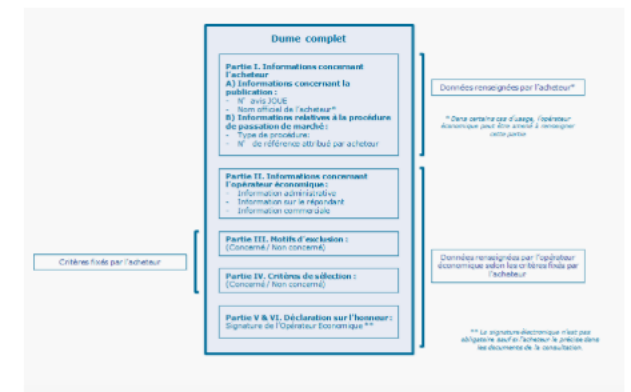 Dume complet
Partie I. Informations concernant
l'acheteur
A) Informations concernant la
publication :
- N° avis JOUE
- Nom officiel de l'acheteur*
B) Informations relatives à la procédure
de passation de marché :
- Type de procédure;
- N° de référence attribué par acheteur
Données renseignées par l'acheteur*
* Dans certains cas d'usage, l'opérateur
économique peut être amené à renseigner
cette partie
Partie II. Informations concernant
l'opérateur économique :
- Information administrative
- Information sur le répondant
- Information commerciale
Partie III. Motifs d'exclusion :
(Concerné / Non concerné)
Critères fixés par l'acheteur
Partie IV. Critères de sélection :
(Concerné / Non concerné)
Données renseignées par l'opérateur
économique selon les critères fixés par
l'acheteur
Partie V & VI. Déclaration sur l'honneur :
Signature de l'Opérateur Economique **
** La signature électronique n'est pas
obligatoire sauf si l'acheteur le précise dans
les documents de la consultation.